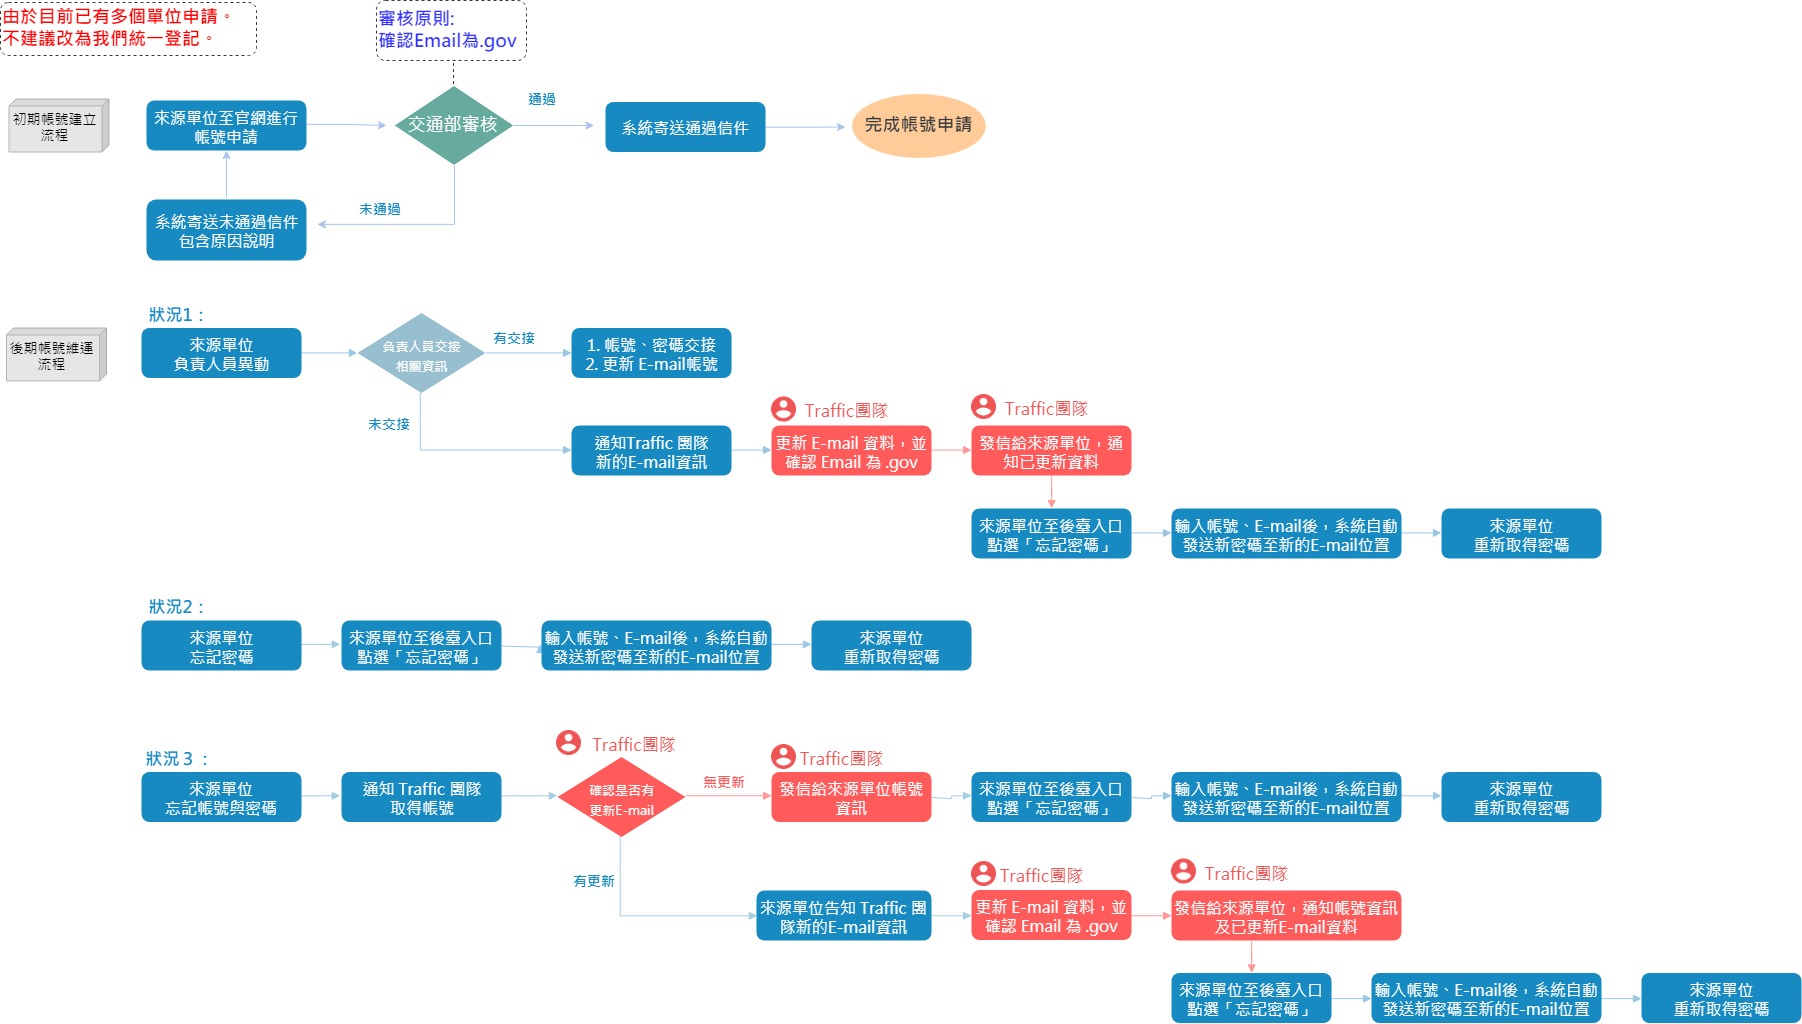 由於目前已有多個單位申請。
不建議改為我們統一登記。
審核原則:
確認Email為.gov
初期帳號建立
流程
來源單位至官網進行
帳號申請
交通部審核
通過
系統寄送通過信件
完成帳號申請
未通過
系統寄送未通過信件
包含原因說明
後期帳號維運
流程
狀況1：
來源單位
負責人員異動
負責人員交接
相關資訊
有交接
1. 帳號、密碼交接
2. 更新 E-mail帳號
未交接
通知Traffic 團隊
新的E-mail資訊
Traffic團隊
更新 E-mail 資料，並
確認 Email 為 .gov
Traffic團隊
發信給來源單位，通
知已更新資料
來源單位至後臺入口
點選「忘記密碼」
輸入帳號、E-mail後，系統自動
發送新密碼至新的E-mail位置
來源單位
重新取得密碼
狀況2：
來源單位
忘記密碼
來源單位至後臺入口
點選「忘記密碼」
輸入帳號、E-mail後，系統自動
發送新密碼至新的E-mail位置
來源單位
重新取得密碼
狀況 3 ：
來源單位
忘記帳號與密碼
通知 Traffic 團隊
取得帳號
Traffic團隊
確認是否有
更新E-mail
無更新
Traffic團隊
發信給來源單位帳號
資訊
來源單位至後臺入口
點選「忘記密碼」
輸入帳號、E-mail後，系統自動
發送新密碼至新的E-mail位置
來源單位
重新取得密碼
有更新
來源單位告知 Traffic 團
隊新的E-mail資訊
Traffic團隊
更新 E-mail 資料，並
確認 Email 為 .gov
Traffic團隊
發信給來源單位，通知帳號資訊
及已更新E-mail資料
來源單位至後臺入口
點選「忘記密碼」
輸入帳號、E-mail後，系統自動
發送新密碼至新的E-mail位置
來源單位
重新取得密碼